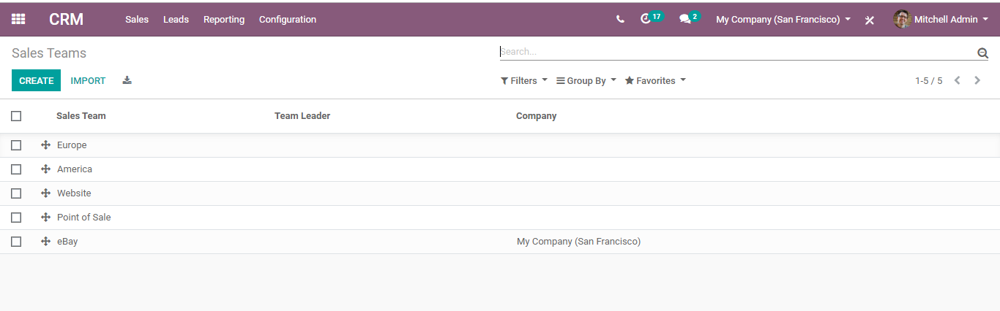 CRM Sales Leads Reporting Configuration 17 2 My Company (San Francisco) Mitchell Admin
Sales Teams Search...
CREATE IMPORT Filters Group By Favorites 1-5 / 5
Sales Team Team Leader Company
Europe
America
Website
Point of Sale
eBay My Company (San Francisco)